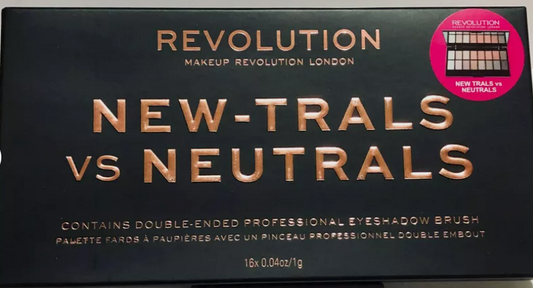 REVOLUTION
MAKEUP REVOLUTION LONDON
NEW-TRALS
VS NEUTRALS
CONTAINS DOUBLE-ENDED PROFESSIONAL EYESHADOW BRUSH
PALETTE FARDS À PAUPIÈRES AVEC UN PINCEAU PROFESSIONNEL DOUBLE EMBOUT
16x 0.04oz/1g
REVOLUTION
NEW TRALS vs
NEUTRALS